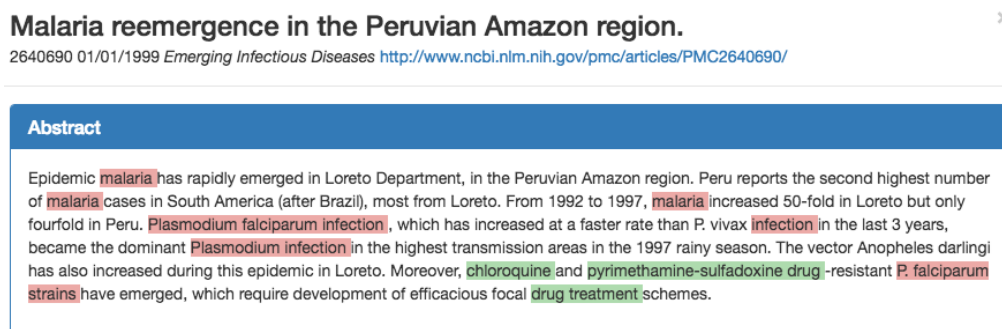 Malaria reemergence in the Peruvian Amazon region.
2640690 01/01/1999 Emerging Infectious Diseases http://www.ncbi.nlm.nih.gov/pmc/articles/PMC2640690/
Abstract
Epidemic malaria has rapidly emerged in Loreto Department, in the Peruvian Amazon region. Peru reports the second highest number
of malaria cases in South America (after Brazil), most from Loreto. From 1992 to 1997, malaria increased 50-fold in Loreto but only
fourfold in Peru. Plasmodium falciparum infection , which has increased at a faster rate than P. vivax infection in the last 3 years,
became the dominant Plasmodium infection in the highest transmission areas in the 1997 rainy season. The vector Anopheles darlingi
has also increased during this epidemic in Loreto. Moreover, chloroquine and pyrimethamine-sulfadoxine drug -resistant P. falciparum
strains have emerged, which require development of efficacious focal drug treatment schemes.